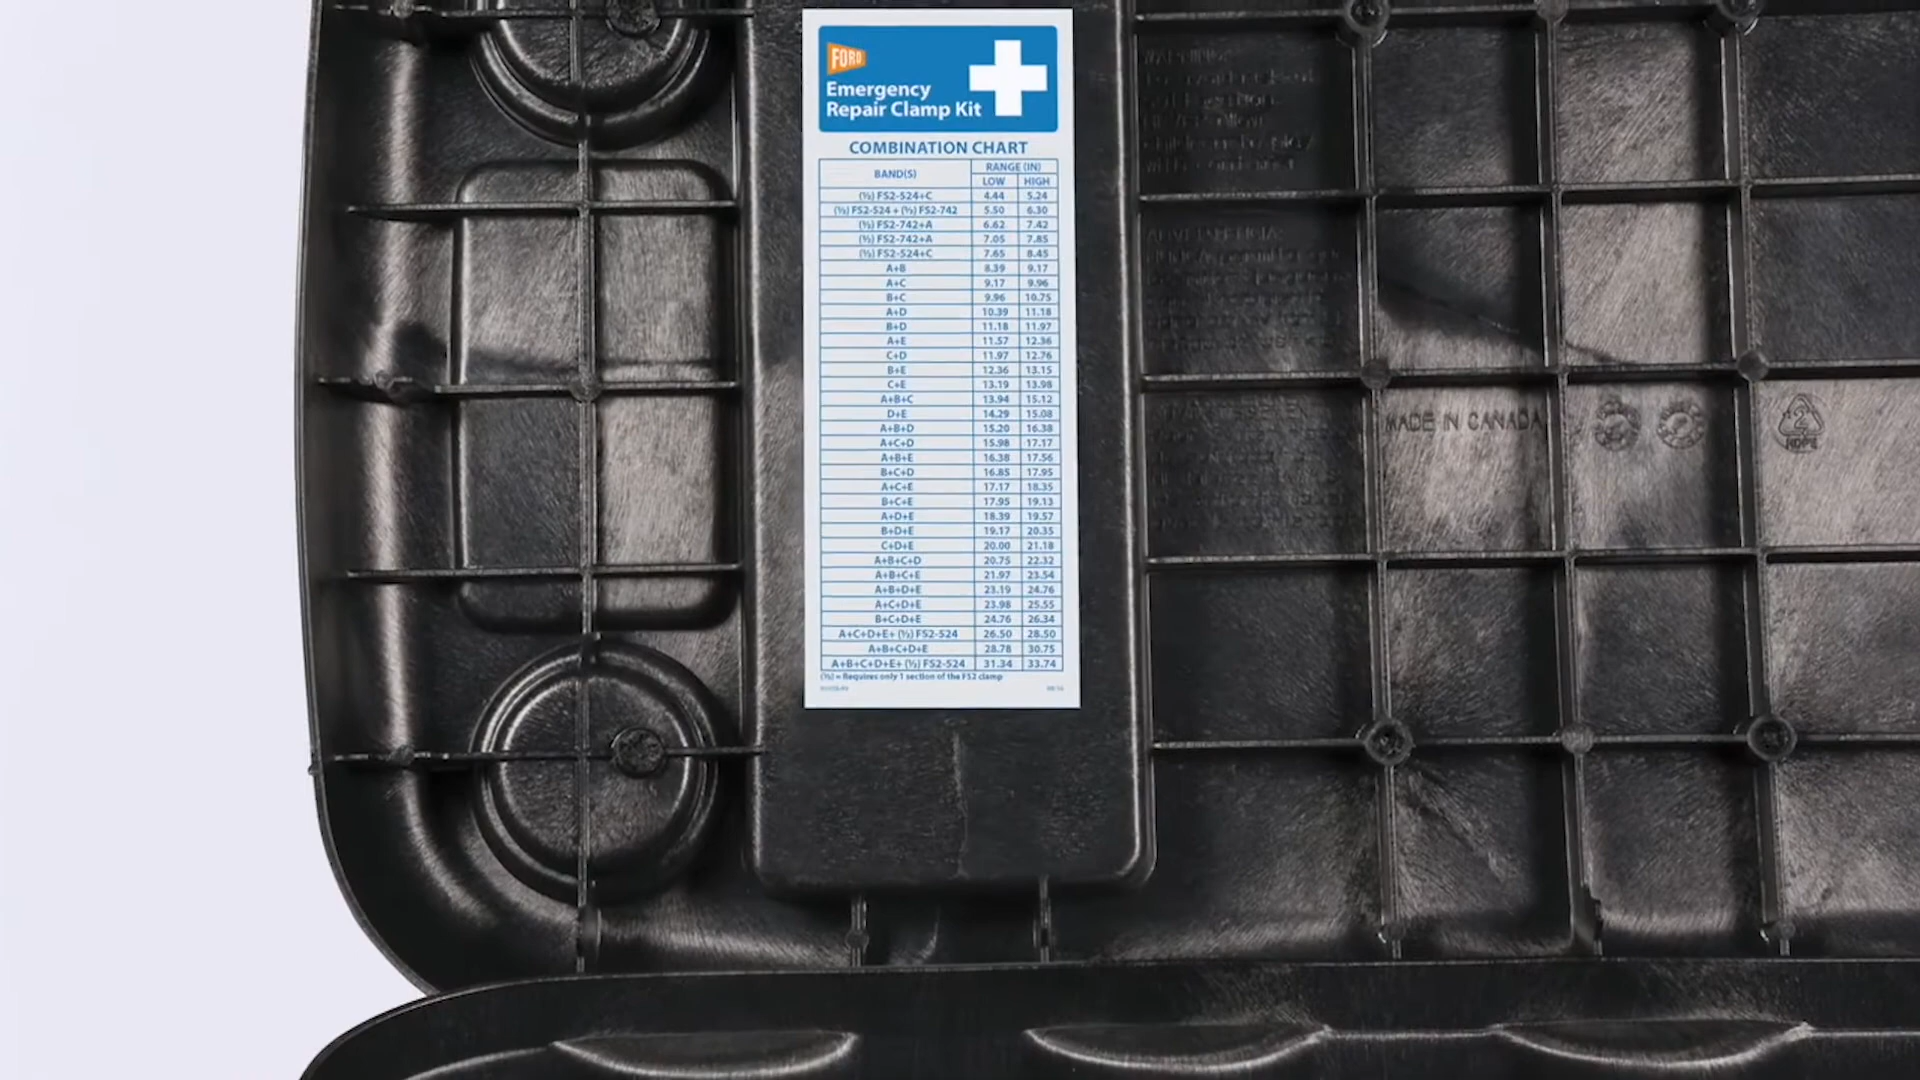 FORD
Emergency
Repair Clamp Kit
COMBINATION CHART
BAND(S) RANGE (IN)
LOW HIGH
(½) FS2-524+C 4.44 5.24
(½) FS2-524 + (½) FS2-742 5.50 6.30
(½) FS2-742+A 6.62 7.42
(½) FS2-742+A 7.05 7.85
(½) FS2-524+C 7.65 8.45
A+B 8.39 9.17
A+C 9.17 9.96
B+C 9.96 10.75
A+D 10.39 11.18
B+D 11.18 11.97
A+E 11.57 12.36
C+D 11.97 12.76
B+E 12.36 13.15
C+E 13.19 13.98
A+B+C 13.94 15.12
D+E 14.29 15.08
A+B+D 15.20 16.38
A+C+D 15.98 17.17
A+B+E 16.38 17.56
B+C+D 16.85 17.95
A+C+E 17.17 18.35
B+C+E 17.95 19.13
A+D+E 18.39 19.57
B+D+E 19.17 20.35
C+D+E 20.00 21.18
A+B+C+D 20.75 22.32
A+B+C+E 21.97 23.54
A+B+D+E 23.19 24.76
A+C+D+E 23.98 25.55
B+C+D+E 24.76 26.34
A+C+D+E+ (½) FS2-524 26.50 28.50
A+B+C+D+E 28.78 30.75
A+B+C+D+E+ (½) FS2-524 31.34 33.74
(½) = Requires only 1 section of the FS2 clamp
WARNING:
MADE IN CANADA
2
HDPE